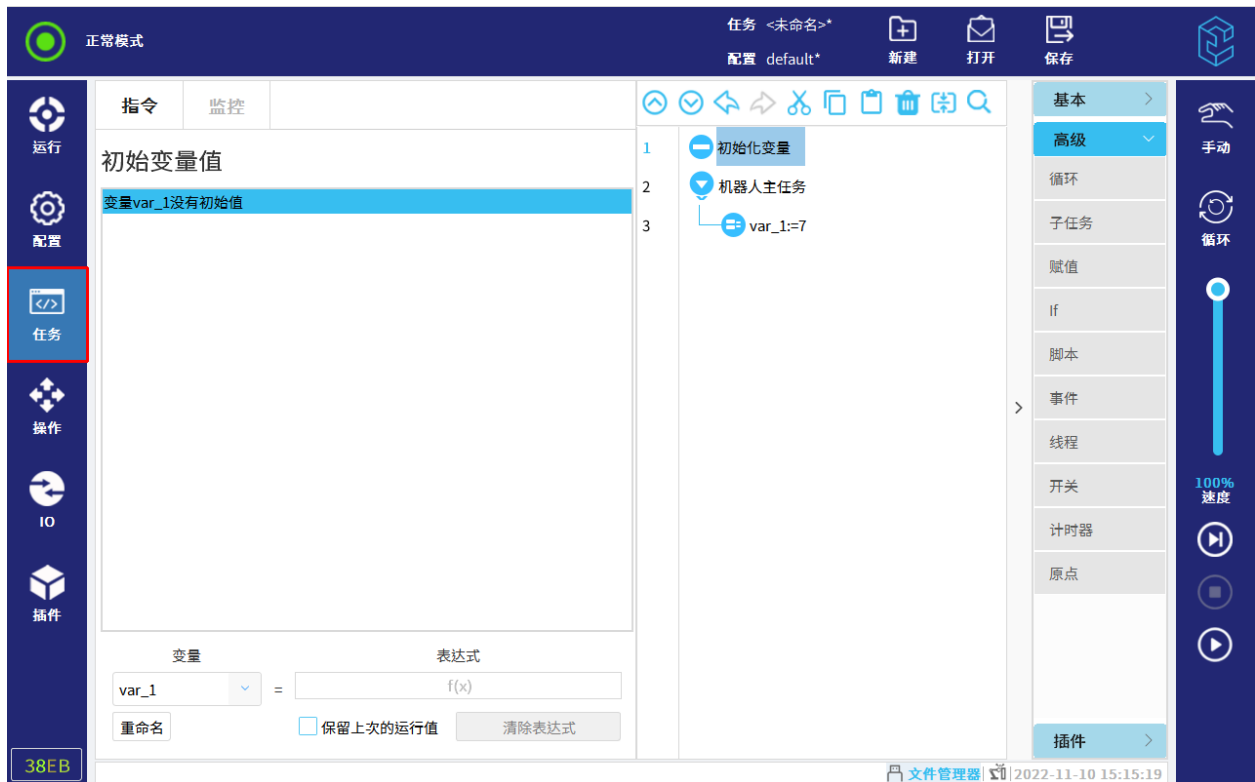 正常模式
任务 <未命名>*
配置 default*
新建
打开
保存
运行
配置
任务
操作
IO
插件
38EB
指令 监控
初始变量值
变量var_1没有初始值
变量 表达式
var_1 = f(x)
重命名 保留上次的运行值 清除表达式
1 初始化变量
2 机器人主任务
3 var_1:=7
基本
高级
循环
子任务
赋值
If
脚本
事件
线程
开关
计时器
原点
插件
手动
循环
100%
速度
文件管理器 2022-11-10 15:15:19